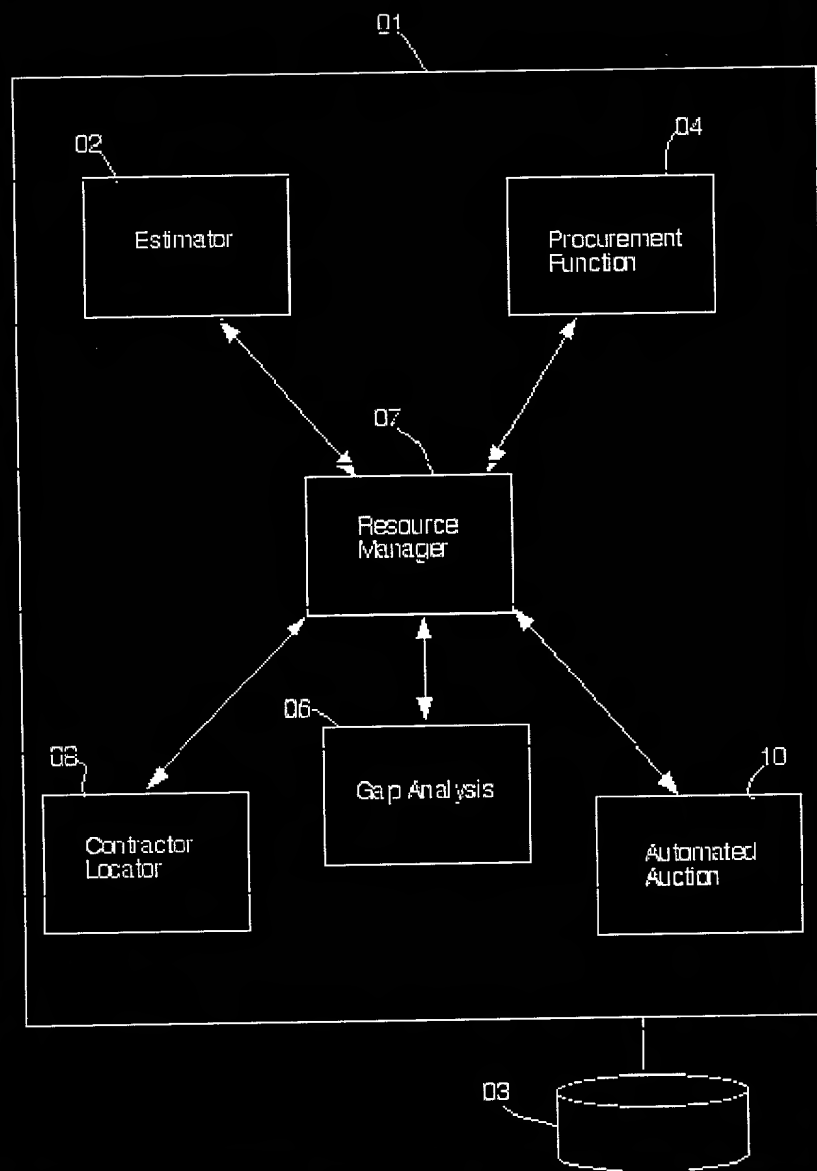 01
02
04
Estimator
Procurement
Function
07
Resource
Manager
06
08
10
Gap Analysis
Contractor
Locator
Automated
Auction
03